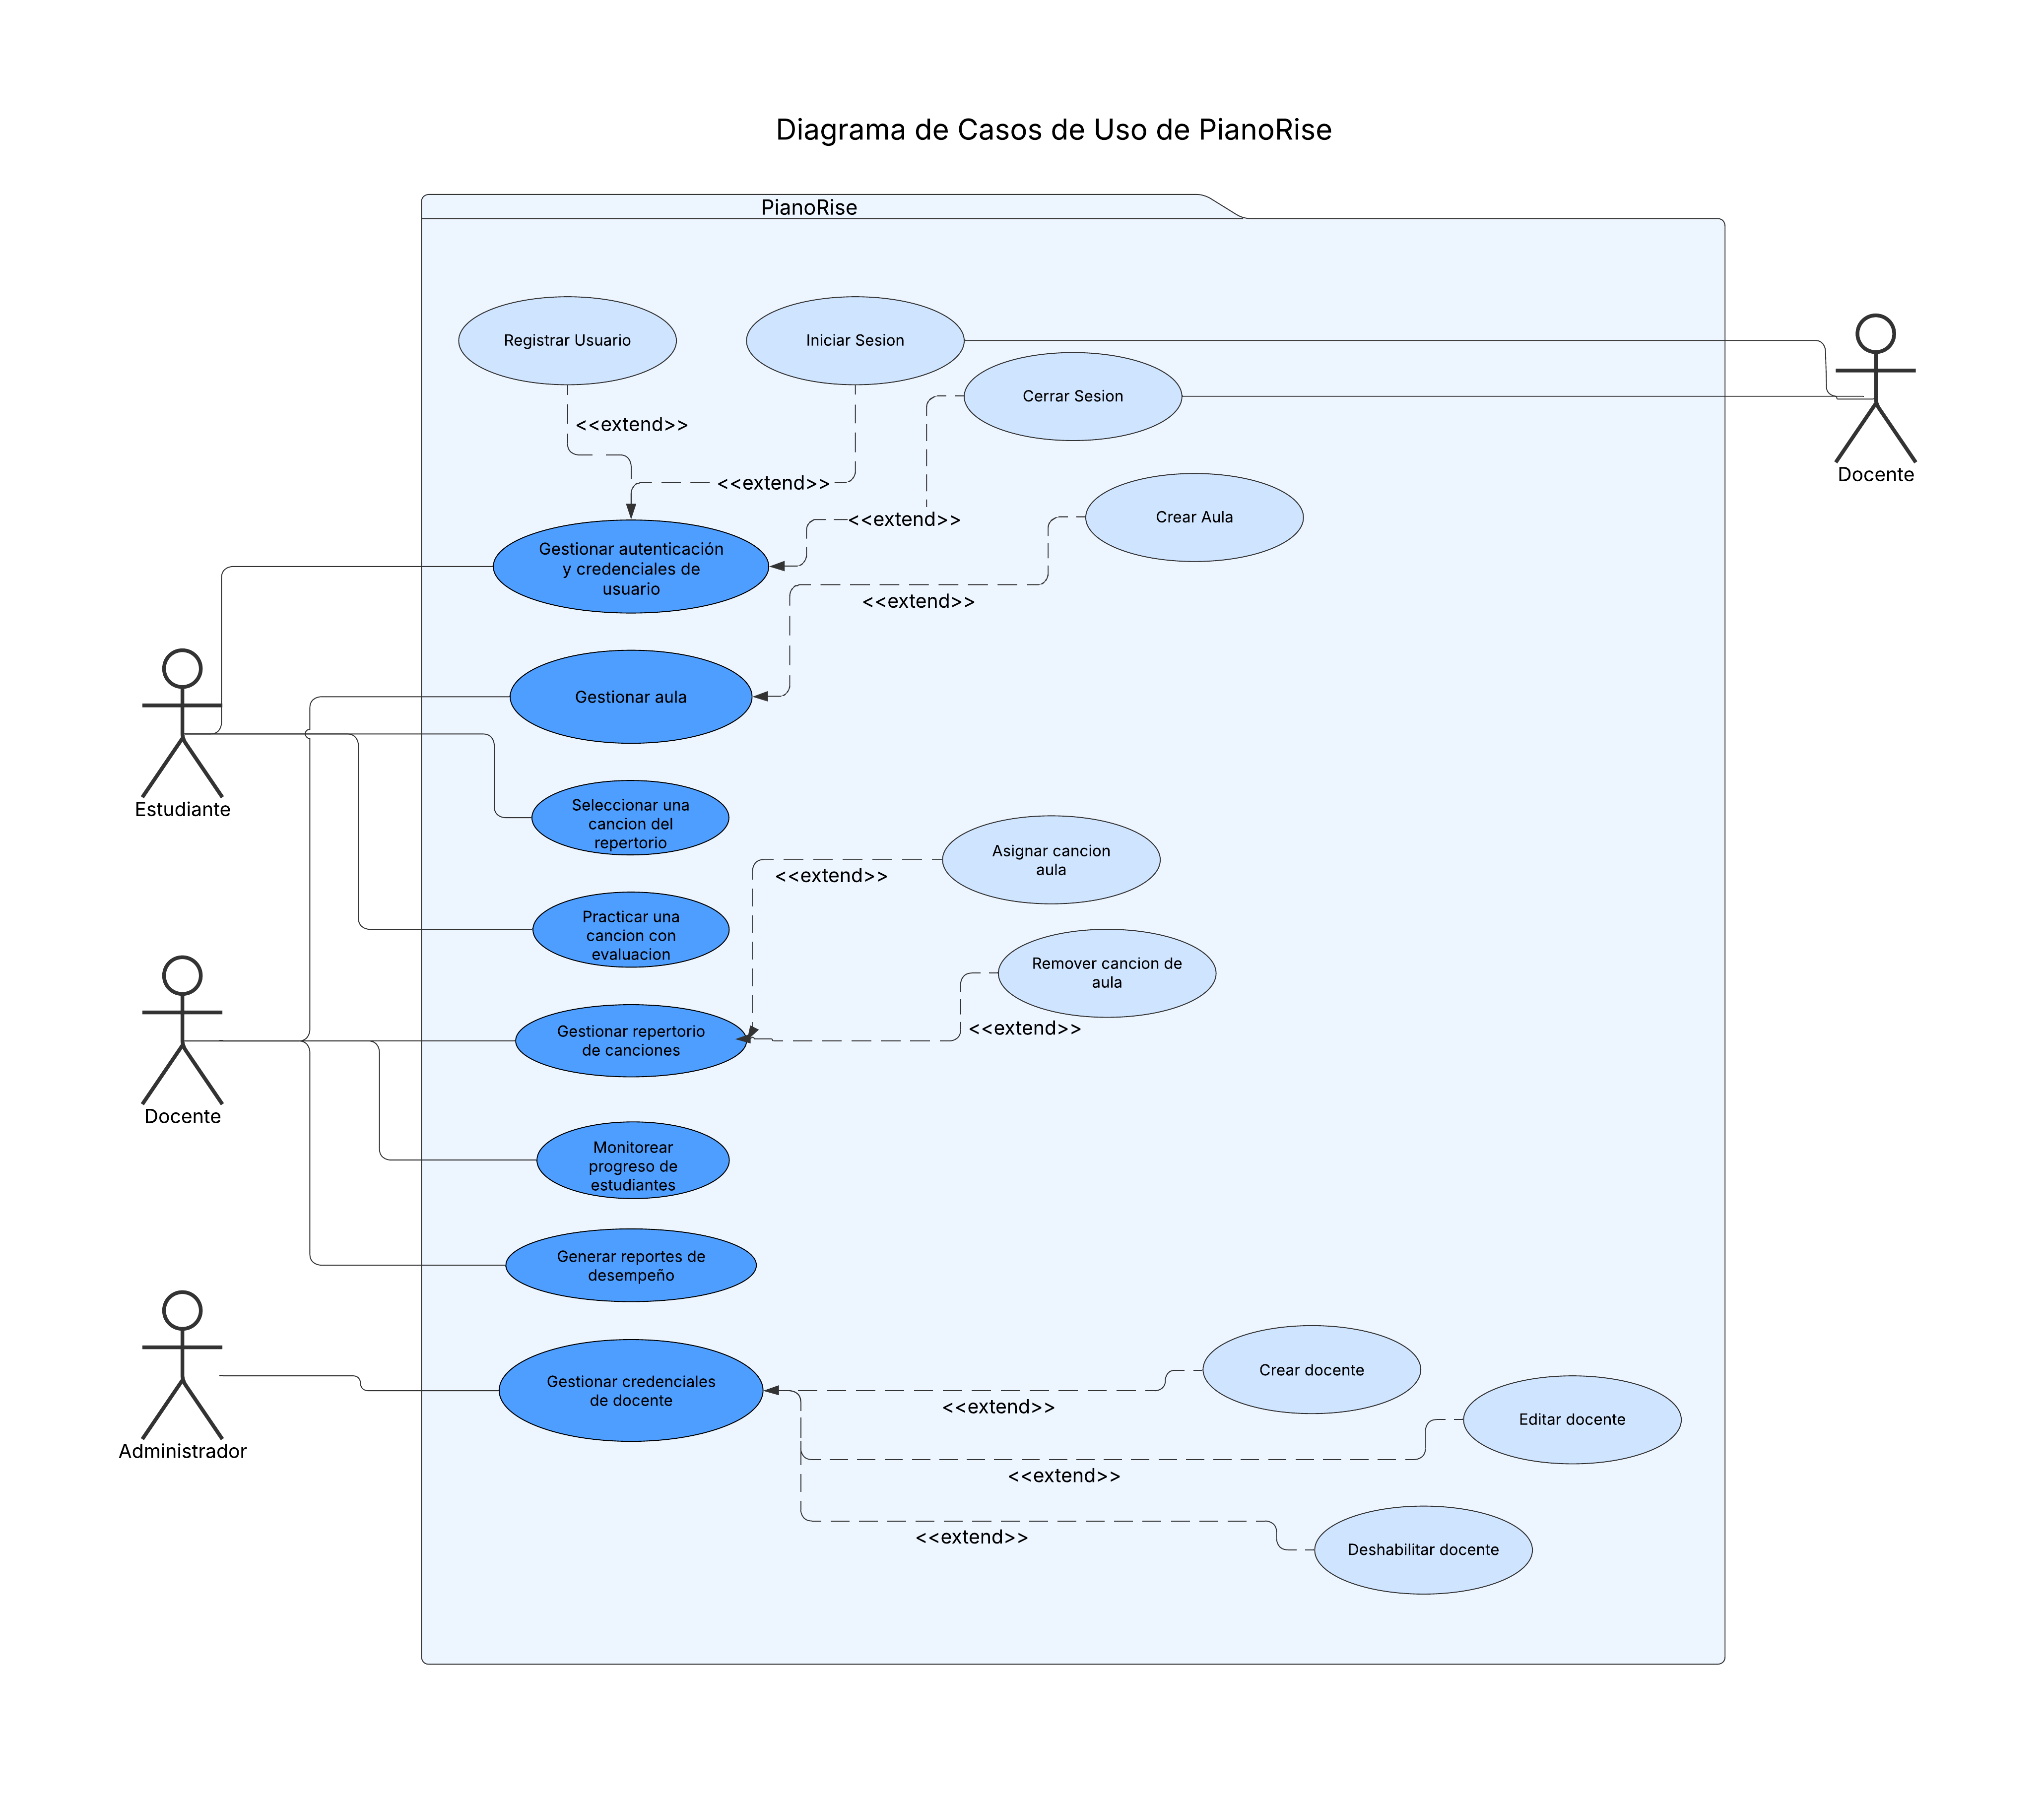 Diagrama de Casos de Uso de PianoRise
PianoRise
Registrar Usuario
Iniciar Sesion
Cerrar Sesion
<<extend>>
Docente
<<extend>>
<<extend>>
Crear Aula
Gestionar autenticación
y credenciales de
usuario
<<extend>>
Gestionar aula
Estudiante
Seleccionar una
cancion del
repertorio
Asignar cancion
aula
<<extend>>
Practicar una
cancion con
evaluacion
Remover cancion de
aula
<<extend>>
Gestionar repertorio
de canciones
Docente
Monitorear
progreso de
estudiantes
Generar reportes de
desempeño
Gestionar credenciales
de docente
Crear docente
<<extend>>
Editar docente
Administrador
<<extend>>
<<extend>>
Deshabilitar docente